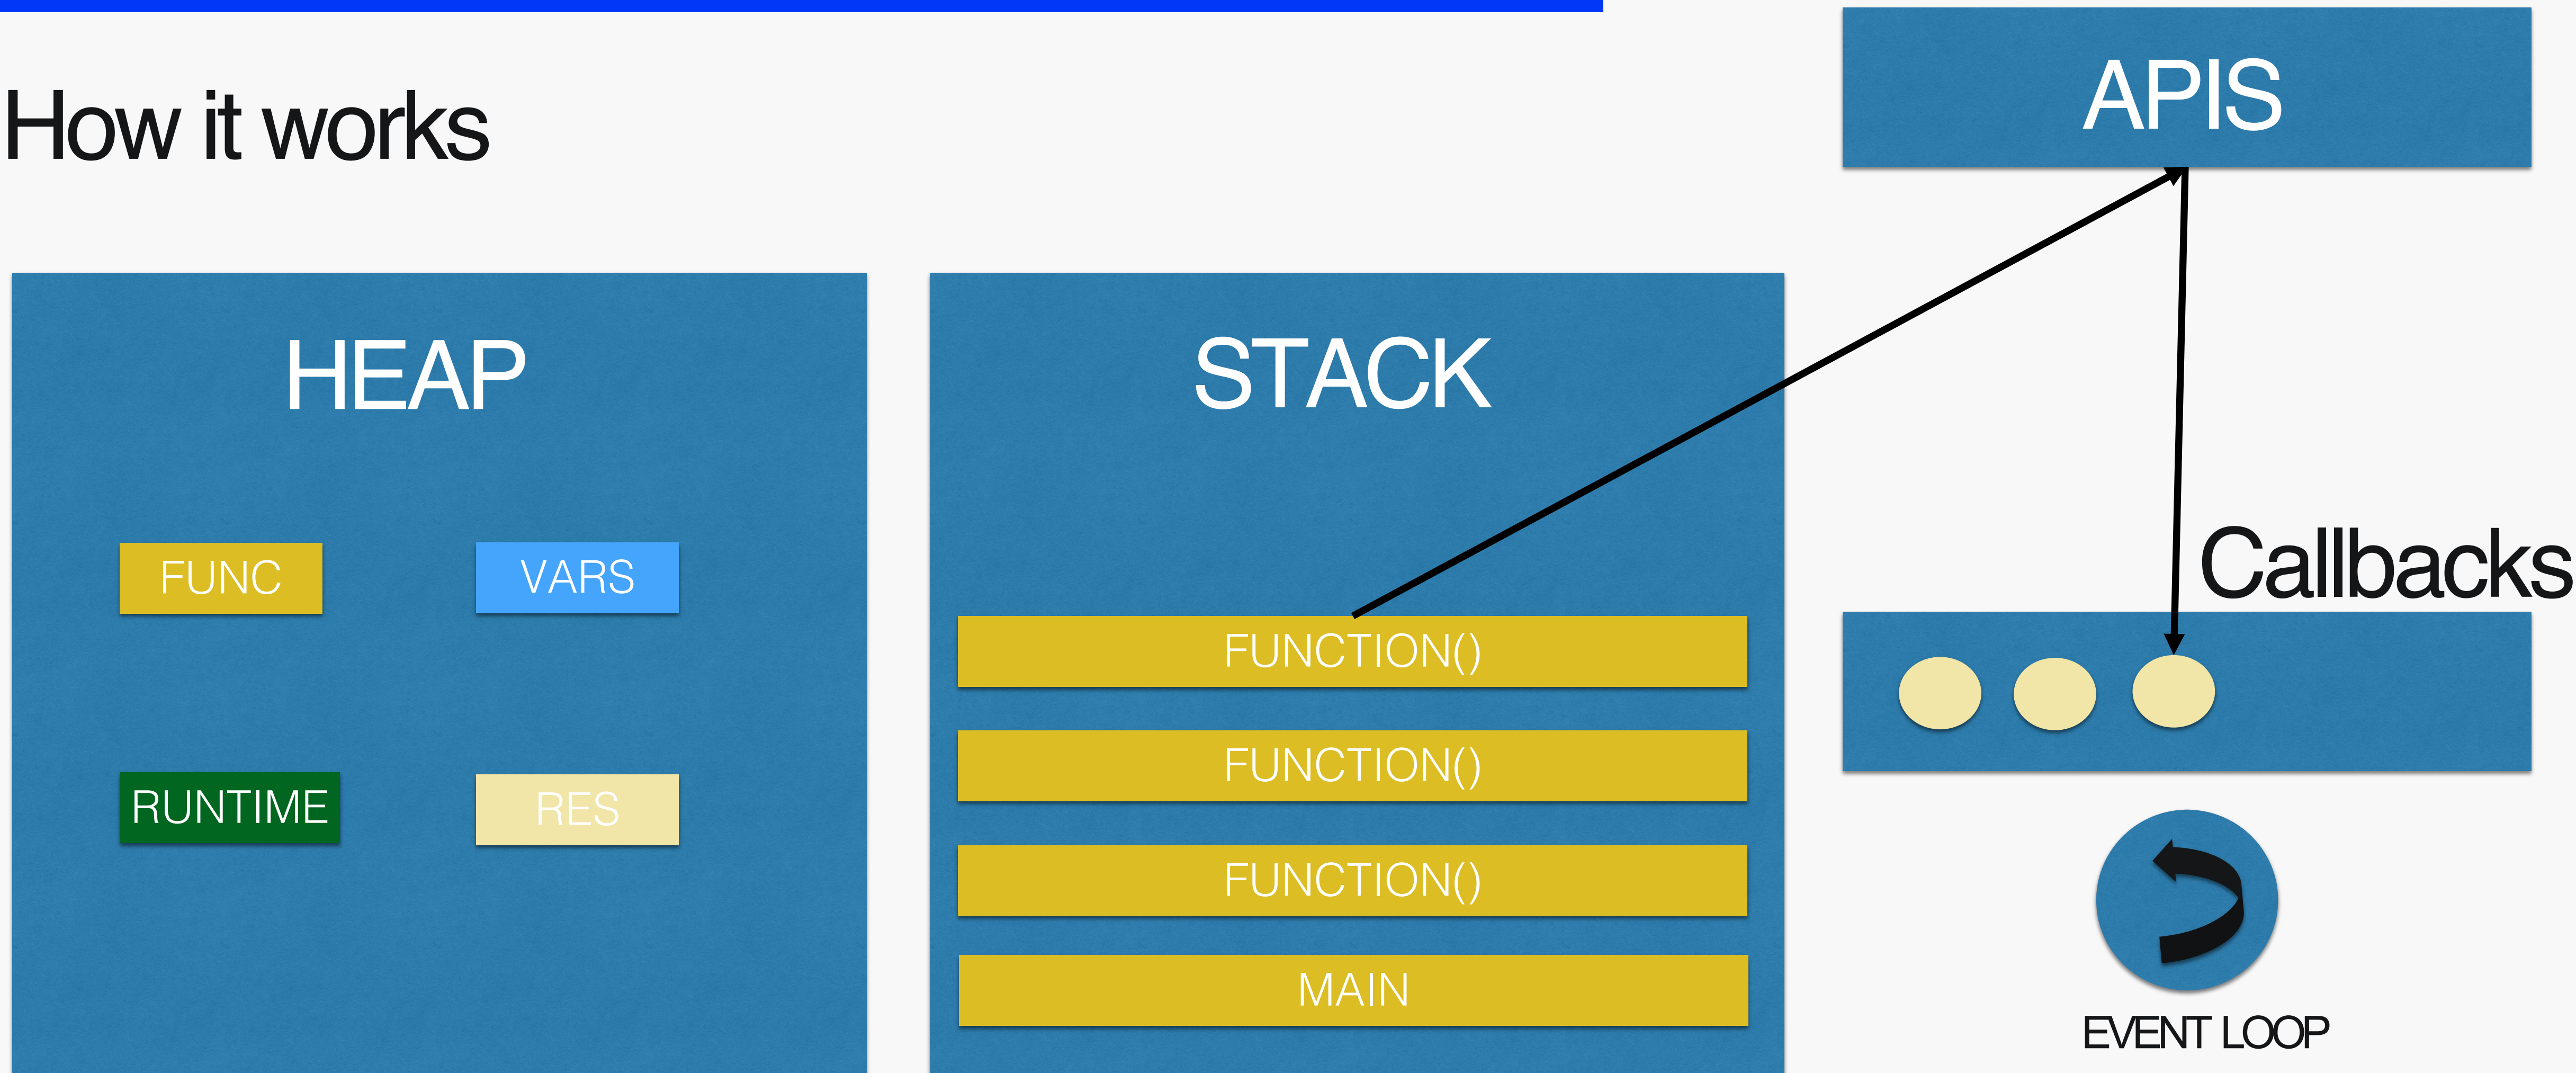 How it works
APIS
HEAP
STACK
FUNC
VARS
Callbacks
FUNCTION()
FUNCTION()
RUNTIME
RES
FUNCTION()
MAIN
EVENT LOOP